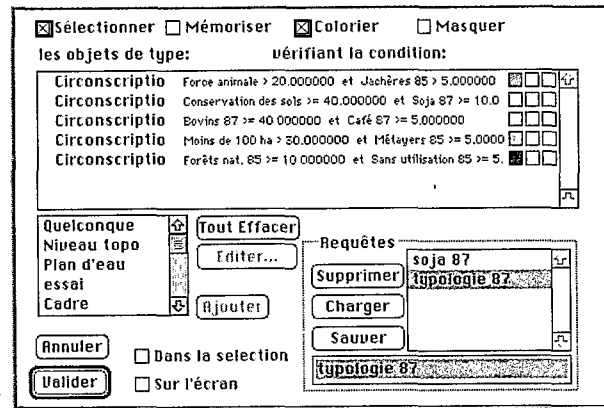 Sélectionner Mémoriser Colorier Masquer
les objets de type: vérifiant la condition:
Circonscriptio Force animale > 20.000000 et Jachères 85 > 5.000000
Circonscriptio Conservation des sols >= 40.000000 et Soja 87 >= 10.0
Circonscriptio Bovins 87 >= 40 000000 et Café 87 >= 5.000000
Circonscriptio Moins de 100 ha > 30.000000 et Métayers 85 >= 5.0000
Circonscriptio Forêts nat. 85 >= 10 000000 et Sans utilisation 85 >= 5.
Quelconque
Niveau topo
Plan d'eau
essai
Cadre
Tout Effacer
Editer...
Ajouter
Requêtes
Supprimer
Charger
Sauver
soja 87
typologie 87
typologie 87
Annuler
Valider
Dans la selection
Sur l'écran